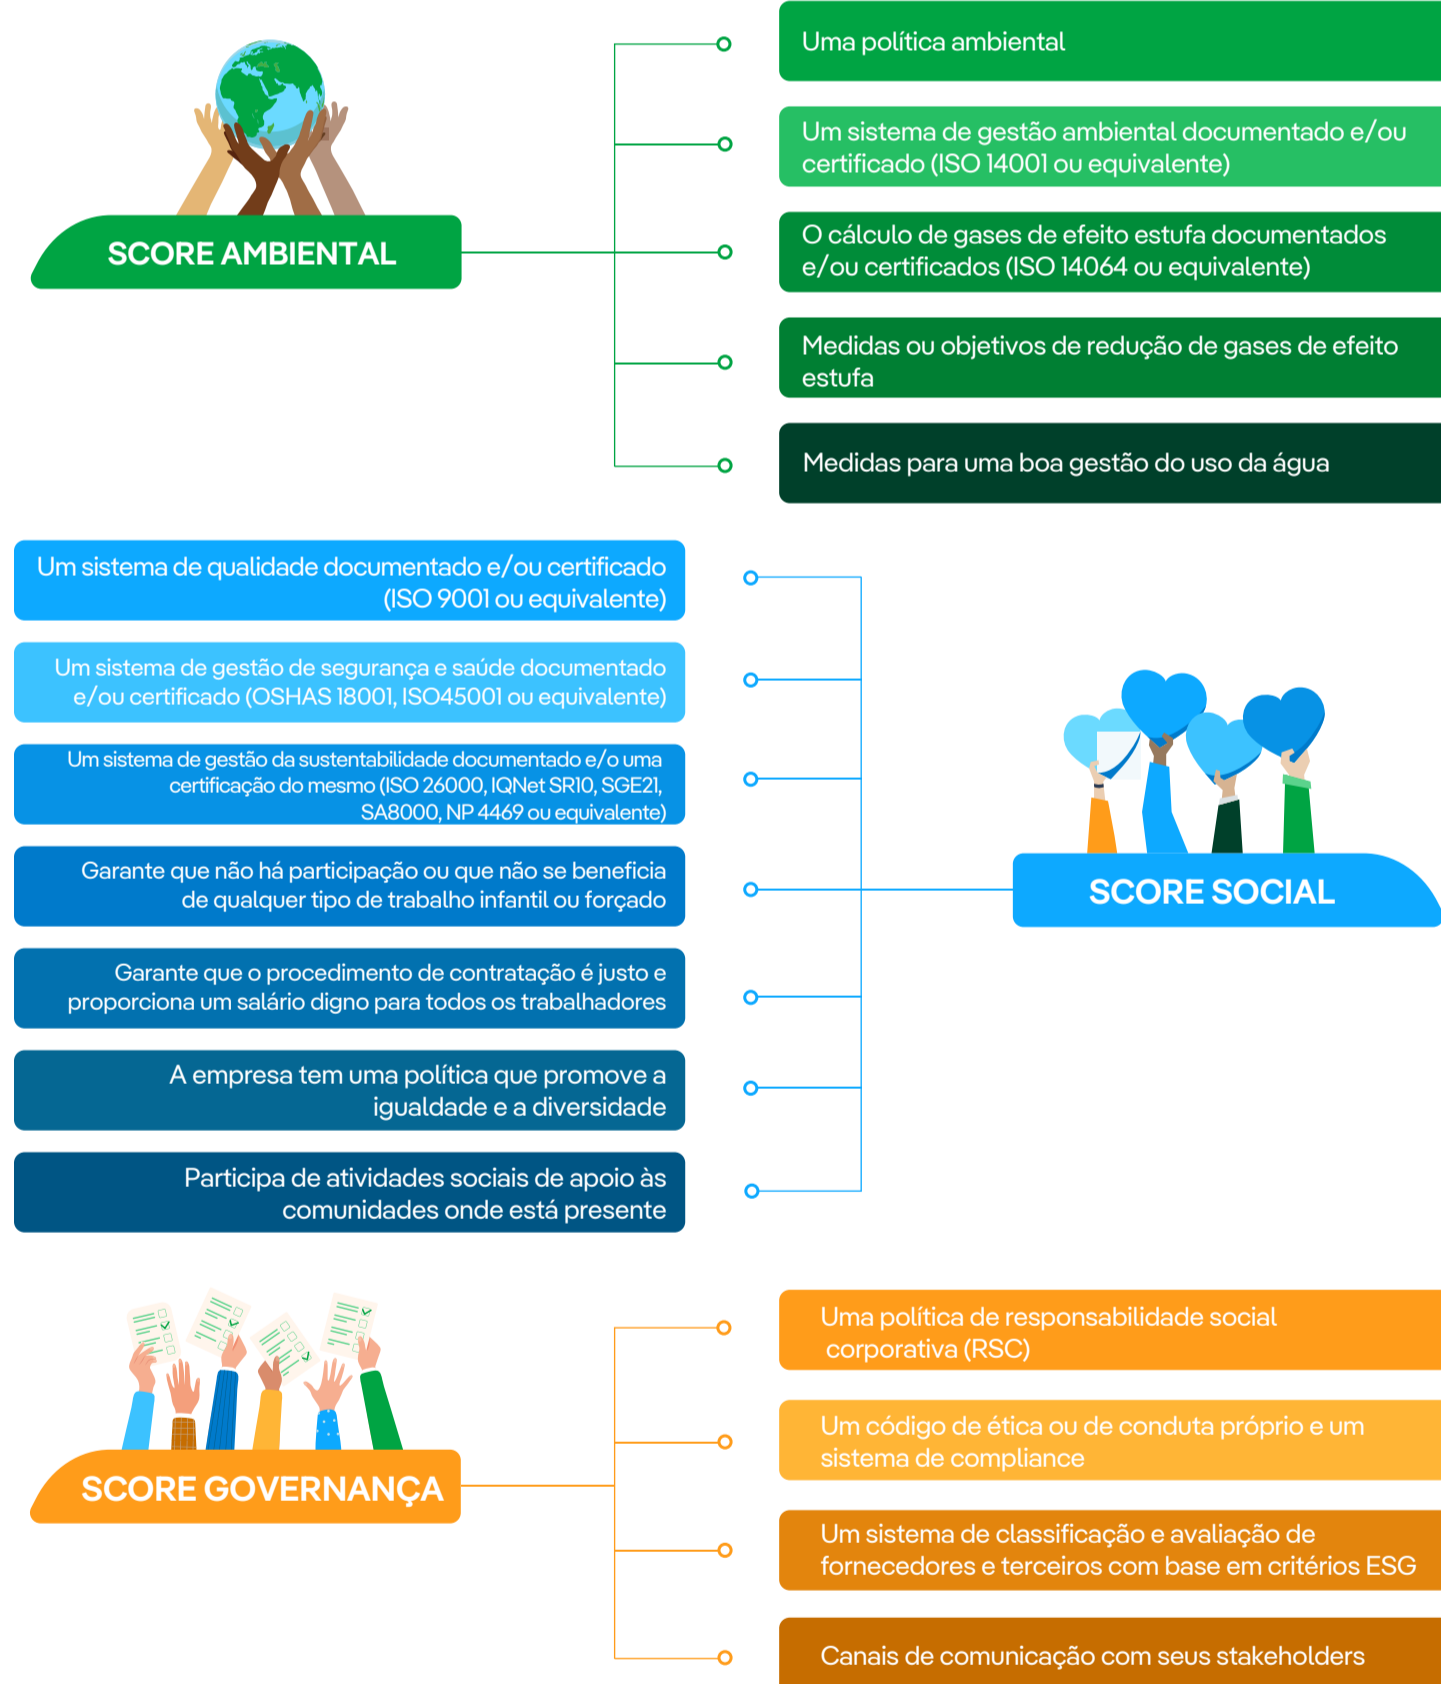 Uma política ambiental
Um sistema de gestão ambiental documentado e/ou
certificado (ISO 14001 ou equivalente)
SCORE AMBIENTAL
O cálculo de gases de efeito estufa documentados
e/ou certificados (ISO 14064 ou equivalente)
Medidas ou objetivos de redução de gases de efeito
estufa
Medidas para uma boa gestão do uso da água
Um sistema de qualidade documentado e/ou certificado
(ISO 9001 ou equivalente)
Um sistema de gestão de segurança e saúde documentado
e/ou certificado (OSHAS 18001, ISO45001 ou equivalente)
Um sistema de gestão da sustentabilidade documentado e/o uma
certificação do mesmo (ISO 26000, IQNet SR10, SGE21,
SA8000, NP 4469 ou equivalente)
Garante que não há participação ou que não se beneficia
de qualquer tipo de trabalho infantil ou forçado
SCORE SOCIAL
Garante que o procedimento de contratação é justo e
proporciona um salário digno para todos os trabalhadores
A empresa tem uma política que promove a
igualdade e a diversidade
Participa de atividades sociais de apoio às
comunidades onde está presente
Uma política de responsabilidade social
corporativa (RSC)
Um código de ética ou de conduta próprio e um
sistema de compliance
SCORE GOVERNANÇA
Um sistema de classificação e avaliação de
fornecedores e terceiros com base em critérios ESG
Canais de comunicação com seus stakeholders